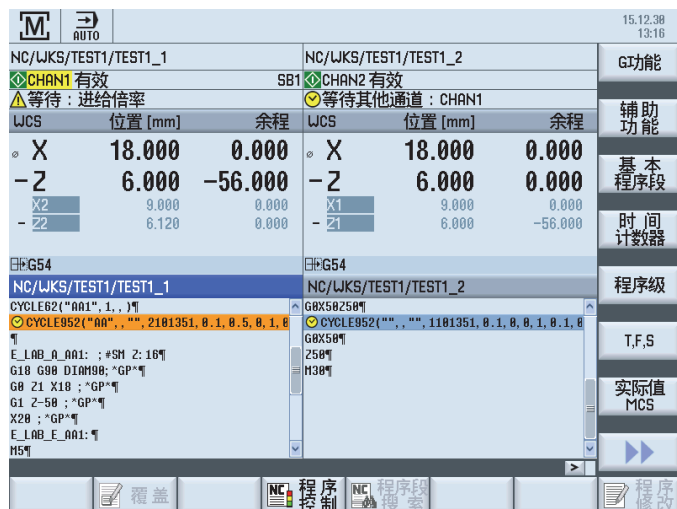 M AUTO
15.12.30
13:16
NC/WKS/TEST1/TEST1_1
CHAN1 有效 SB1
等待：进给倍率
WCS 位置 [mm] 余程
⌀ X 18.000 0.000
- Z 6.000 -56.000
X2 9.000 0.000
- Z2 6.120 0.000
G54
NC/WKS/TEST1/TEST1_2
CHAN2 有效
等待其他通道：CHAN1
WCS 位置 [mm] 余程
⌀ X 18.000 0.000
- Z 6.000 0.000
X1 9.000 0.000
- Z1 6.000 -56.000
G54
NC/WKS/TEST1/TEST1_1
CYCLE62("AA1",1,,)¶
CYCLE952("AA",,"",2101351,0.1,0.5,0,1,0
¶
E_LAB_A_AA1: ;#SM Z:16¶
G18 G90 DIAM90;*GP*¶
G0 Z1 X18 ;*GP*¶
G1 Z-50 ;*GP*¶
X20 ;*GP*¶
E_LAB_E_AA1:¶
M5¶
NC/WKS/TEST1/TEST1_2
G0X50Z50¶
CYCLE952("",,"",1101351,0.1,0,0,1,0.1,0
G0X50¶
Z50¶
M30¶
GI功能
辅助
功能
基本
程序段
时间
计数器
程序级
T,F,S
实际值
MCS
覆盖
NC 程序
控制
NC 程序段
搜索
程序
修改